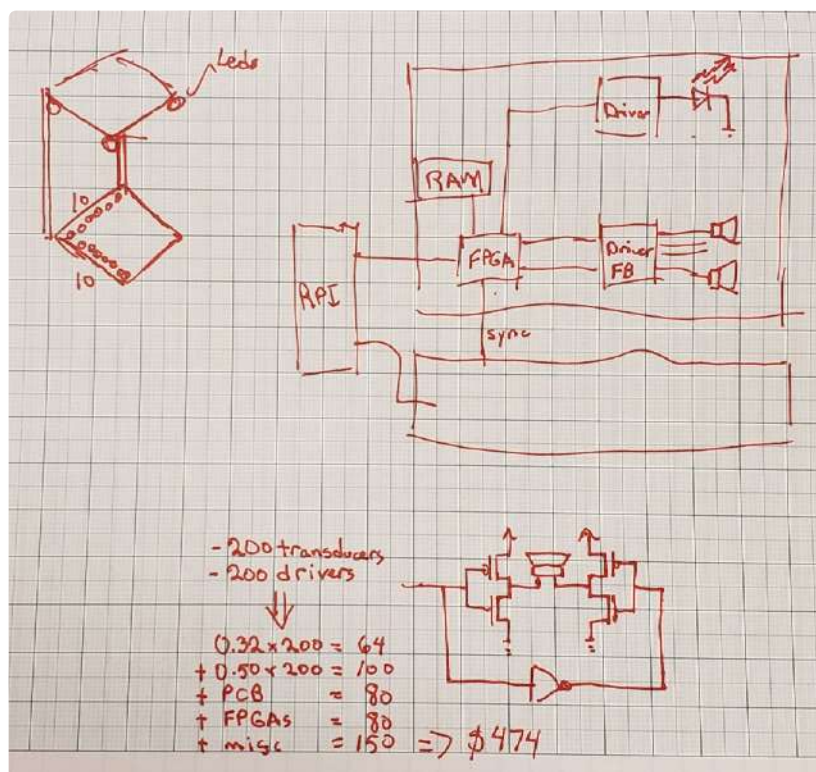 Leds
10
10
RAM
RPI
FPGA
Driver
Driver
FB
sync
- 200 transducers
- 200 drivers
0.32 x 200 = 64
+ 0.50 x 200 = 100
+ PCB = 80
+ FPGAs = 80
+ misc = 150 => $474